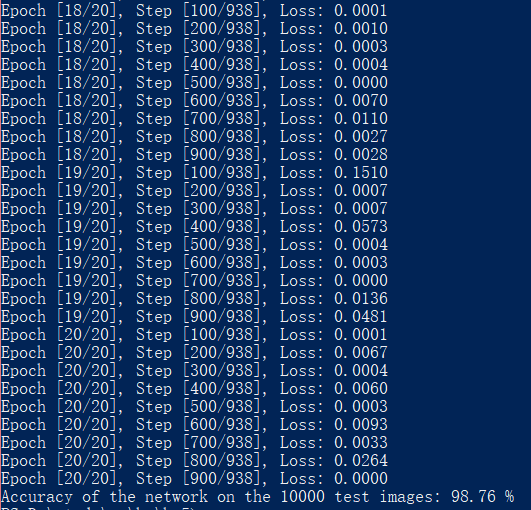 Epoch [18/20], Step [100/938], Loss: 0.0001
Epoch [18/20], Step [200/938], Loss: 0.0010
Epoch [18/20], Step [300/938], Loss: 0.0003
Epoch [18/20], Step [400/938], Loss: 0.0004
Epoch [18/20], Step [500/938], Loss: 0.0000
Epoch [18/20], Step [600/938], Loss: 0.0070
Epoch [18/20], Step [700/938], Loss: 0.0110
Epoch [18/20], Step [800/938], Loss: 0.0027
Epoch [18/20], Step [900/938], Loss: 0.0028
Epoch [19/20], Step [100/938], Loss: 0.1510
Epoch [19/20], Step [200/938], Loss: 0.0007
Epoch [19/20], Step [300/938], Loss: 0.0007
Epoch [19/20], Step [400/938], Loss: 0.0573
Epoch [19/20], Step [500/938], Loss: 0.0004
Epoch [19/20], Step [600/938], Loss: 0.0003
Epoch [19/20], Step [700/938], Loss: 0.0000
Epoch [19/20], Step [800/938], Loss: 0.0136
Epoch [19/20], Step [900/938], Loss: 0.0481
Epoch [20/20], Step [100/938], Loss: 0.0001
Epoch [20/20], Step [200/938], Loss: 0.0067
Epoch [20/20], Step [300/938], Loss: 0.0004
Epoch [20/20], Step [400/938], Loss: 0.0060
Epoch [20/20], Step [500/938], Loss: 0.0003
Epoch [20/20], Step [600/938], Loss: 0.0093
Epoch [20/20], Step [700/938], Loss: 0.0033
Epoch [20/20], Step [800/938], Loss: 0.0264
Epoch [20/20], Step [900/938], Loss: 0.0000
Accuracy of the network on the 10000 test images: 98.76 %